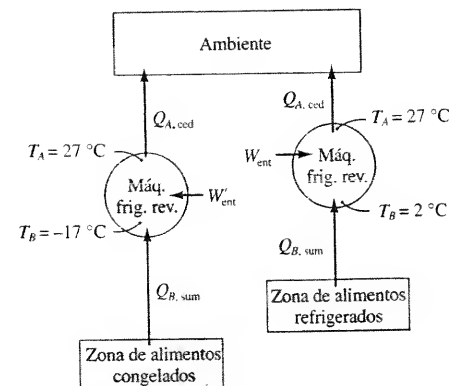 Ambiente
Q_A, ced
Q_A, ced
T_A = 27 °C
T_A = 27 °C
W_ent
Máq.
frig. rev.
Máq.
frig. rev.
W'_ent
T_B = −17 °C
T_B = 2 °C
Q_B, sum
Q_B, sum
Zona de alimentos
refrigerados
Zona de alimentos
congelados